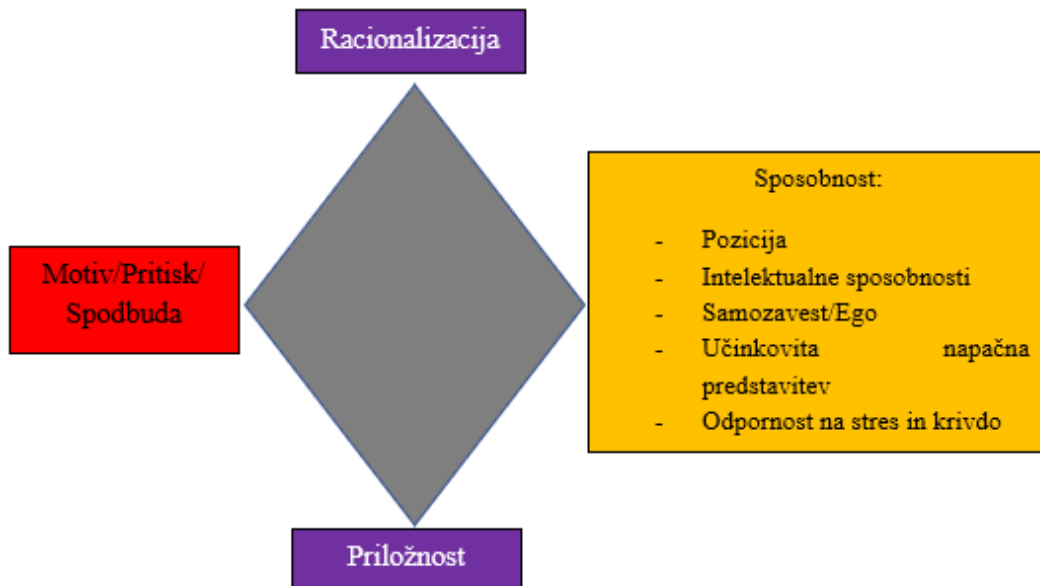 Racionalizacija
Motiv/Pritisk/
Spodbuda
Sposobnost:
- Pozicija
- Intelektualne sposobnosti
- Samozavest/Ego
- Učinkovita napačna
predstavitev
- Odpornost na stres in krivdo
Priložnost